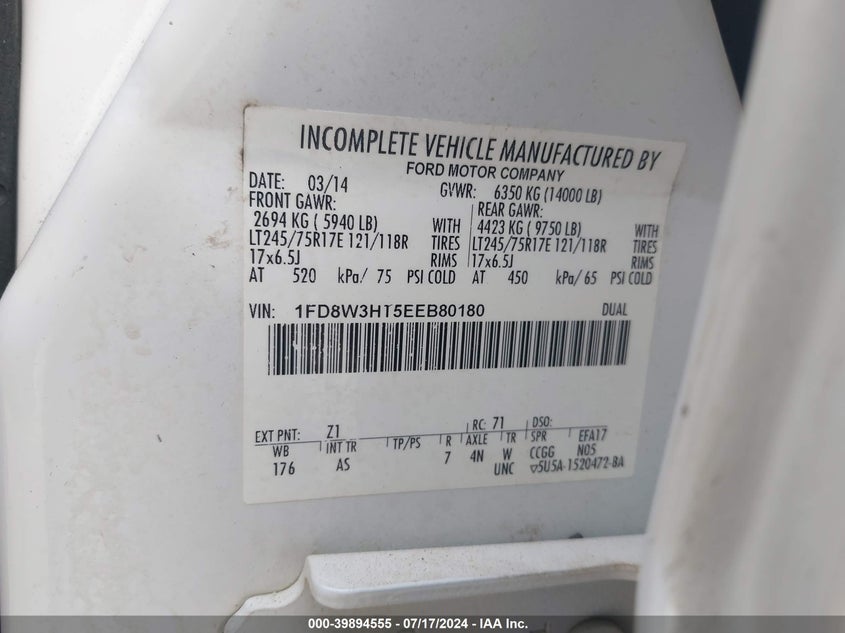 INCOMPLETE VEHICLE MANUFACTURED BY
FORD MOTOR COMPANY
DATE: 03/14 GVWR: 6350 KG (14000 LB)
FRONT GAWR: REAR GAWR:
2694 KG ( 5940 LB) WITH 4423 KG ( 9750 LB) WITH
LT245/75R17E 121/118R TIRES LT245/75R17E 121/118R TIRES
17x6.5J RIMS 17x6.5J RIMS
AT 520 kPa/ 75 PSI COLD AT 450 kPa/ 65 PSI COLD
VIN: 1FD8W3HT5EEB80180 DUAL
EXT PNT: Z1 RC: 71 DSO:
WB INT TR TP/PS R AXLE TR SPR EFA17
176 AS 7 4N W CCGG N05
UNC 5U5A-1520472-BA
000-39894555 / 07/17/2024 - IAA Inc.